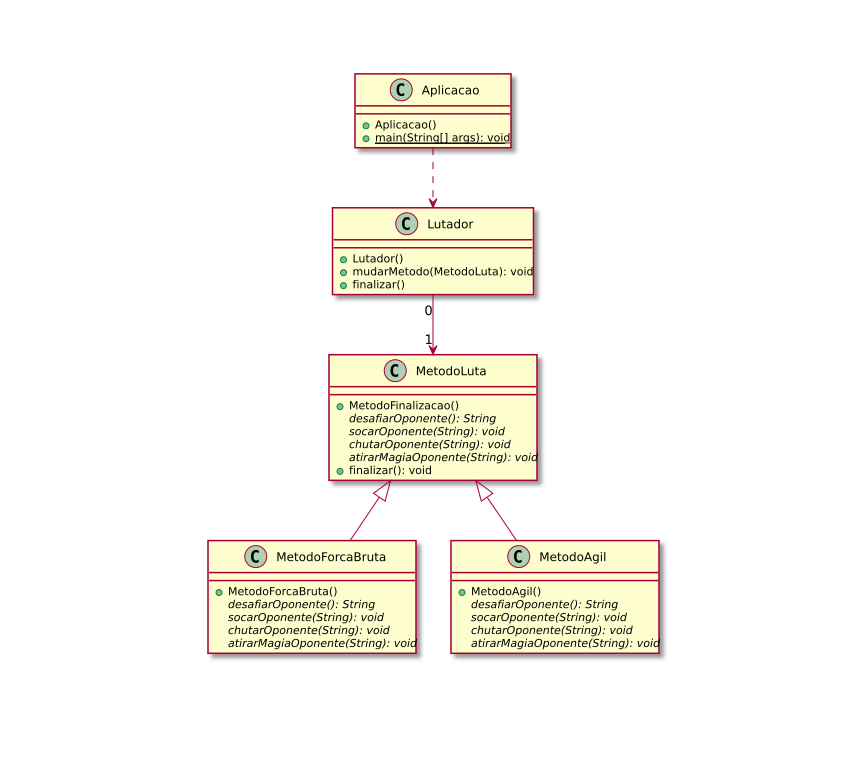 C Aplicacao
Aplicacao()
main(String[] args): void
C Lutador
Lutador()
mudarMetodo(MetodoLuta): void
finalizar()
0
1
C MetodoLuta
MetodoFinalizacao()
desafiarOponente(): String
socarOponente(String): void
chutarOponente(String): void
atirarMagiaOponente(String): void
finalizar(): void
C MetodoForcaBruta
MetodoForcaBruta()
desafiarOponente(): String
socarOponente(String): void
chutarOponente(String): void
atirarMagiaOponente(String): void
C MetodoAgil
MetodoAgil()
desafiarOponente(): String
socarOponente(String): void
chutarOponente(String): void
atirarMagiaOponente(String): void